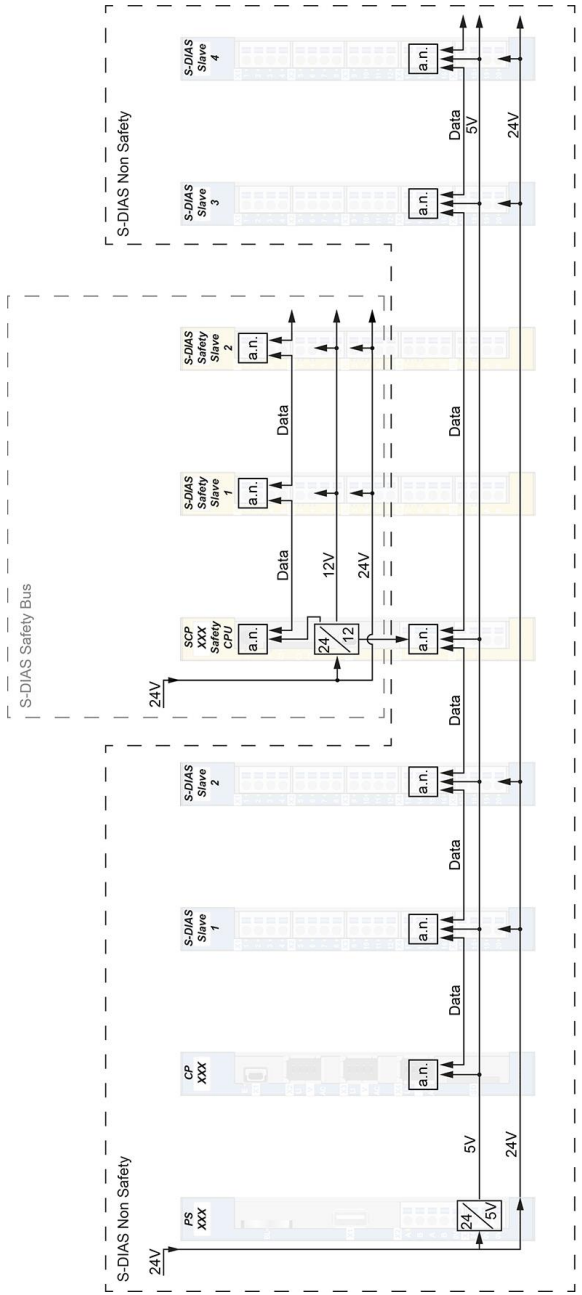 S-DIAS Safety Bus
S-DIAS Non Safety
S-DIAS Non Safety
24V
24V
PS
XXX
CP
XXX
S-DIAS
Slave
1
S-DIAS
Slave
2
SCP
XXX
Safety
CPU
S-DIAS
Safety
Slave
1
S-DIAS
Safety
Slave
2
S-DIAS
Slave
3
S-DIAS
Slave
4
a.n.
a.n.
a.n.
Data
Data
24
12
12V
24V
a.n.
a.n.
a.n.
a.n.
a.n.
a.n.
Data
Data
Data
Data
Data
24
5V
5V
5V
24V
24V